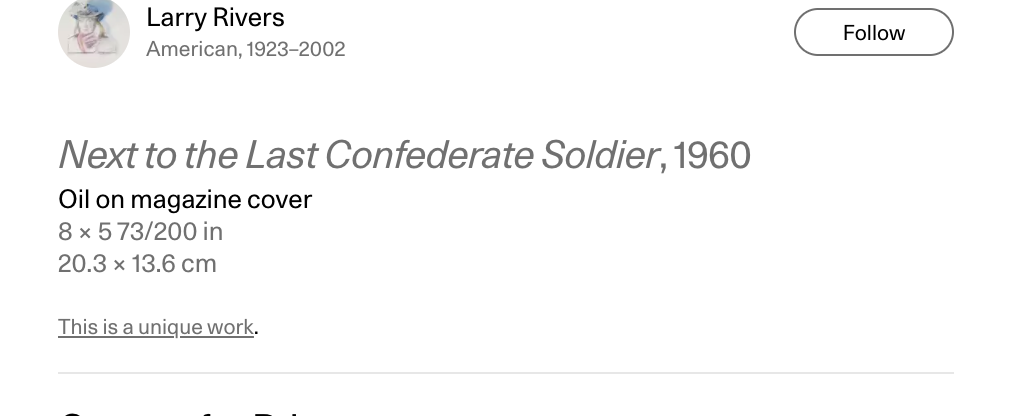 Larry Rivers
American, 1923–2002
Follow
Next to the Last Confederate Soldier, 1960
Oil on magazine cover
8 × 5 73/200 in
20.3 × 13.6 cm
This is a unique work.